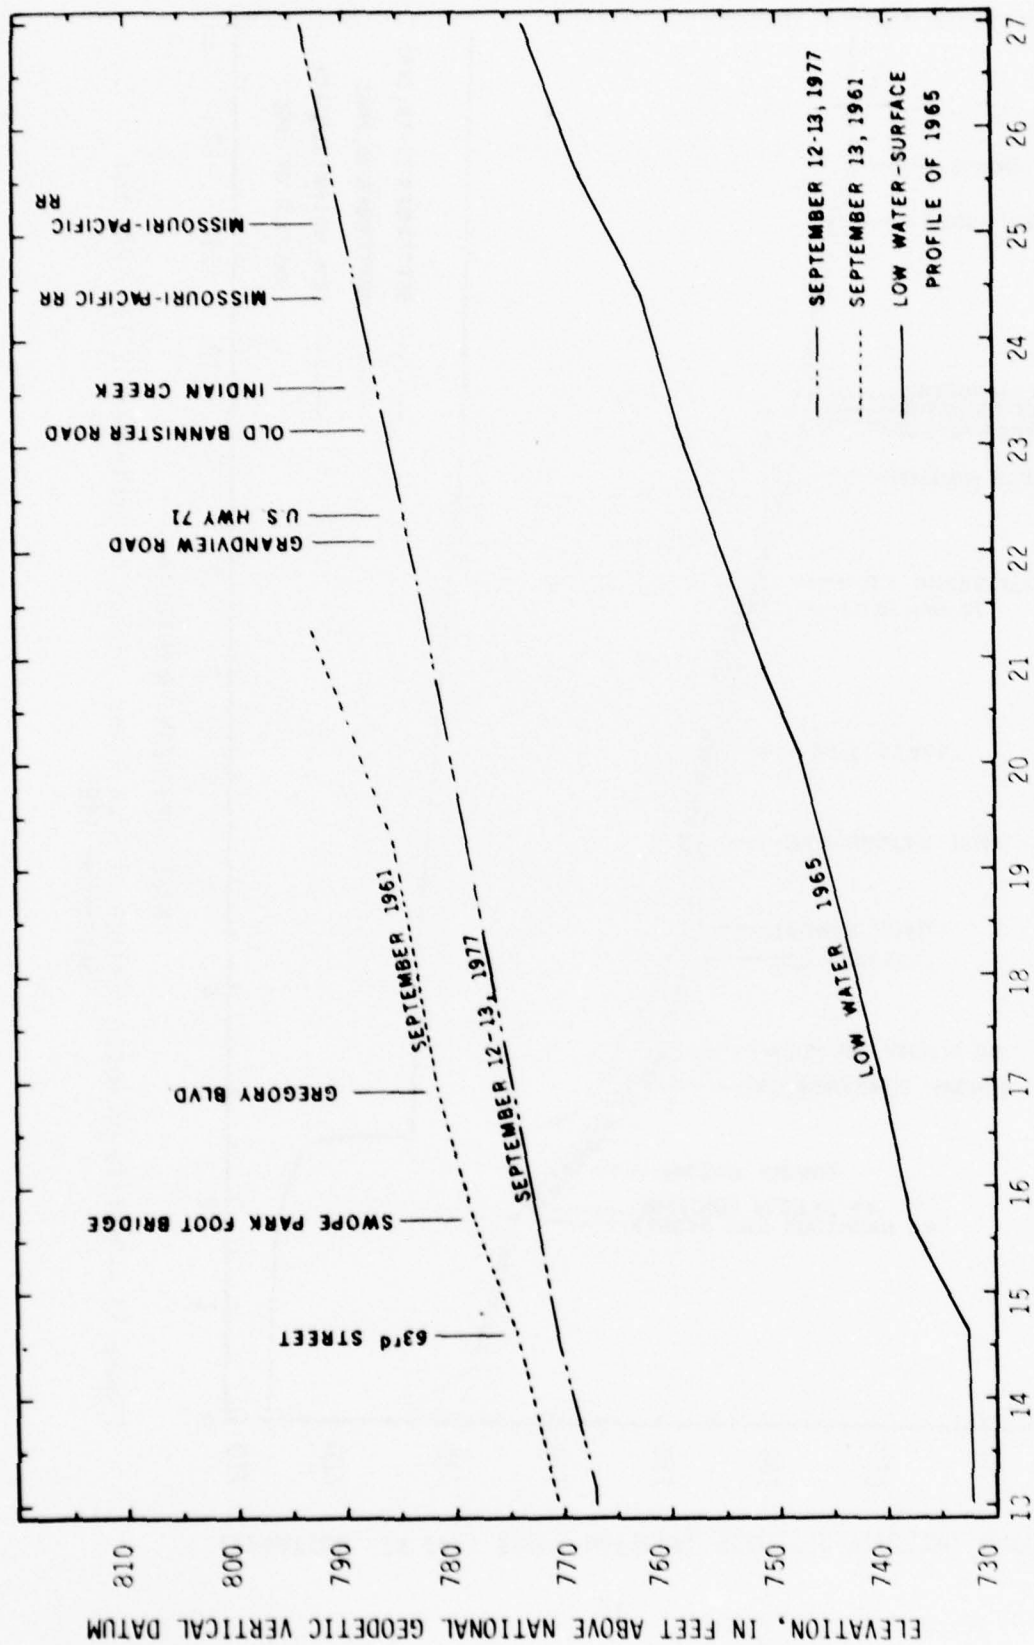 ELEVATION, IN FEET ABOVE NATIONAL GEODETIC VERTICAL DATUM
810
800
790
780
770
760
750
740
730
13
14
15
16
17
18
19
20
21
22
23
24
25
26
27
63rd STREET
SWOPE PARK FOOT BRIDGE
GREGORY BLVD
GRANDVIEW ROAD
U.S. HWY 71
OLD BANNISTER ROAD
INDIAN CREEK
MISSOURI-PACIFIC RR
MISSOURI-PACIFIC
RR
SEPTEMBER 1961
SEPTEMBER 12-13, 1977
LOW WATER 1965
SEPTEMBER 12-13, 1977
SEPTEMBER 13, 1961
LOW WATER-SURFACE
PROFILE OF 1965